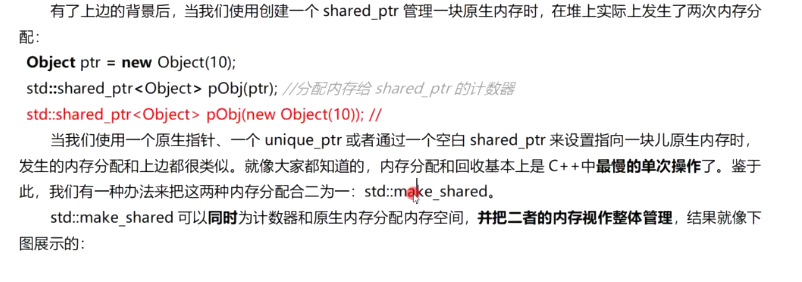 有了上边的背景后，当我们使用创建一个 shared_ptr 管理一块原生内存时，在堆上实际上发生了两次内存分
配：
Object ptr = new Object(10);
std::shared_ptr<Object> pObj(ptr); //分配内存给 shared_ptr 的计数器
std::shared_ptr<Object> pObj(new Object(10)); //
当我们使用一个原生指针、一个 unique_ptr 或者通过一个空白 shared_ptr 来设置指向一块儿原生内存时，
发生的内存分配和上边都很类似。就像大家都知道的，内存分配和回收基本上是 C++中最慢的单次操作了。鉴于
此，我们有一种办法来把这两种内存分配合二为一：std::make_shared。
std::make_shared 可以同时为计数器和原生内存分配内存空间，并把二者的内存视作整体管理，结果就像下
图展示的：